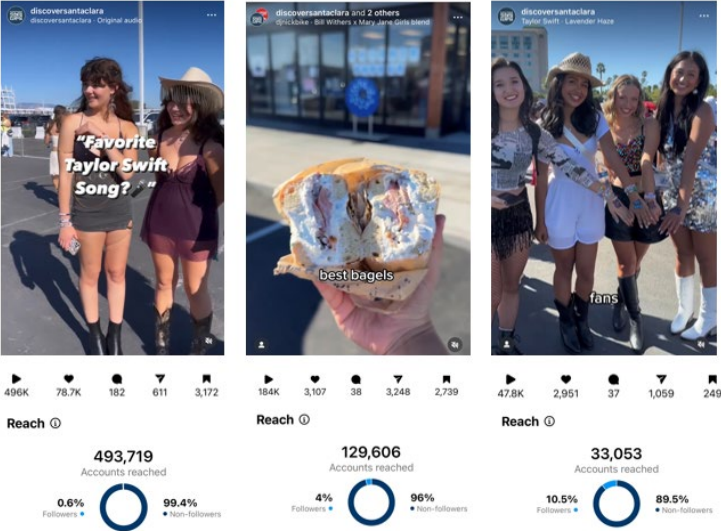 discoversantaclara
discoversantaclara · Original audio
"Favorite
Taylor Swift
Song? "
496K
78.7K
182
611
3,172
Reach
493,719
Accounts reached
0.6%
Followers
99.4%
Non-followers
discoversantaclara and 2 others
djnickbike · Bill Withers x Mary Jane Girls blend
best bagels
184K
3,107
38
3,248
2,739
Reach
129,606
Accounts reached
4%
Followers
96%
Non-followers
discoversantaclara
Taylor Swift · Lavender Haze
fans
47.8K
2,951
37
1,059
249
Reach
33,053
Accounts reached
10.5%
Followers
89.5%
Non-followers